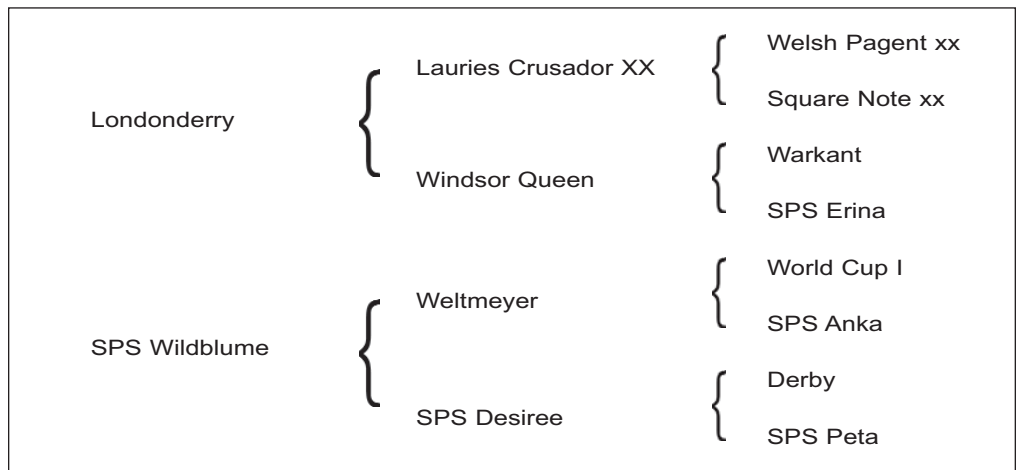 Welsh Pagent xx
Lauries Crusador XX
Square Note xx
Londonderry
Warkant
Windsor Queen
SPS Erina
World Cup I
Weltmeyer
SPS Anka
SPS Wildblume
Derby
SPS Desiree
SPS Peta